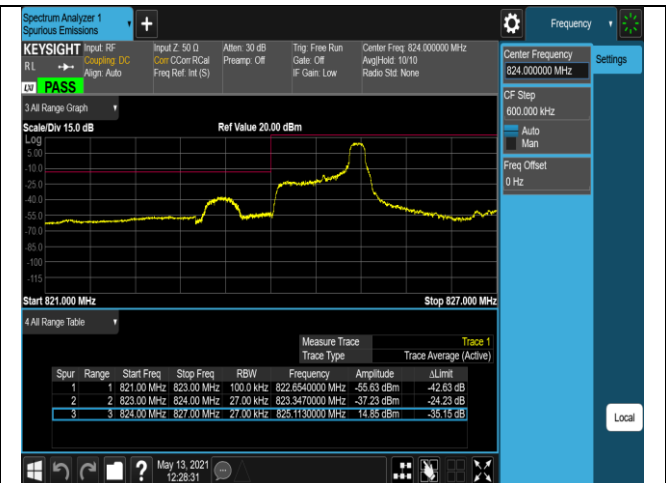 Spectrum Analyzer 1
Spurious Emissions
+
Frequency
KEYSIGHT
RL
Input: RF
Coupling: DC
Align: Auto
Input Z: 50 Ω
Corr CCorr RCal
Freq Ref: Int (S)
Atten: 30 dB
Preamp: Off
Trig: Free Run
Gate: Off
IF Gain: Low
Center Freq: 824.000000 MHz
Avg|Hold: 10/10
Radio Std: None
LXI PASS
Center Frequency
824.000000 MHz
Settings
CF Step
600.000 kHz
Auto
Man
Freq Offset
0 Hz
3 All Range Graph
Scale/Div 15.0 dB Ref Value 20.00 dBm
Log
5.00
-10.0
-25.0
-40.0
-55.0
-70.0
-85.0
-100
-115
Start 821.000 MHz Stop 827.000 MHz
4 All Range Table
Measure Trace Trace 1
Trace Type Trace Average (Active)
Spur Range Start Freq Stop Freq RBW Frequency Amplitude ΔLimit
1 1 821.00 MHz 823.00 MHz 100.0 kHz 822.6540000 MHz -55.63 dBm -42.63 dB
2 2 823.00 MHz 824.00 MHz 27.00 kHz 823.3470000 MHz -37.23 dBm -24.23 dB
3 3 824.00 MHz 827.00 MHz 27.00 kHz 825.1130000 MHz 14.85 dBm -35.15 dB
Local
?
May 13, 2021
12:28:31